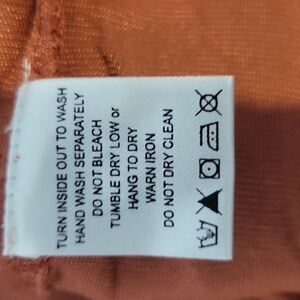 TURN INSIDE OUT TO WASH
HAND WASH SEPARATELY
DO NOT BLEACH
TUMBLE DRY LOW or
HANG TO DRY
WARM IRON
DO NOT DRY CLEAN